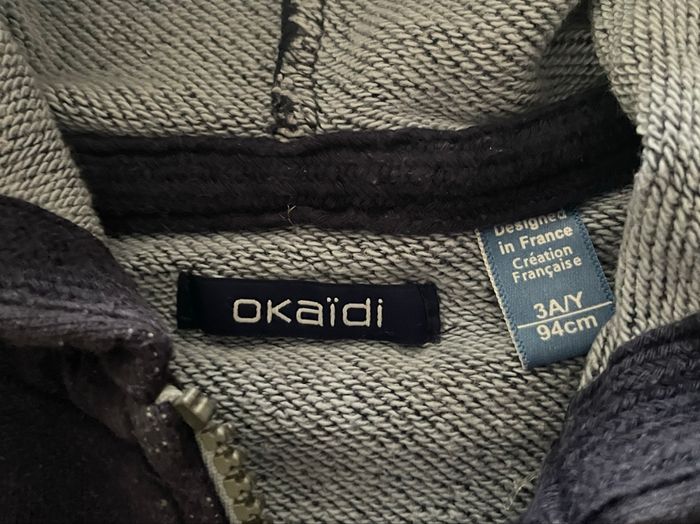 Designed
in France
Création
Française
okaïdi
3A/Y
94cm